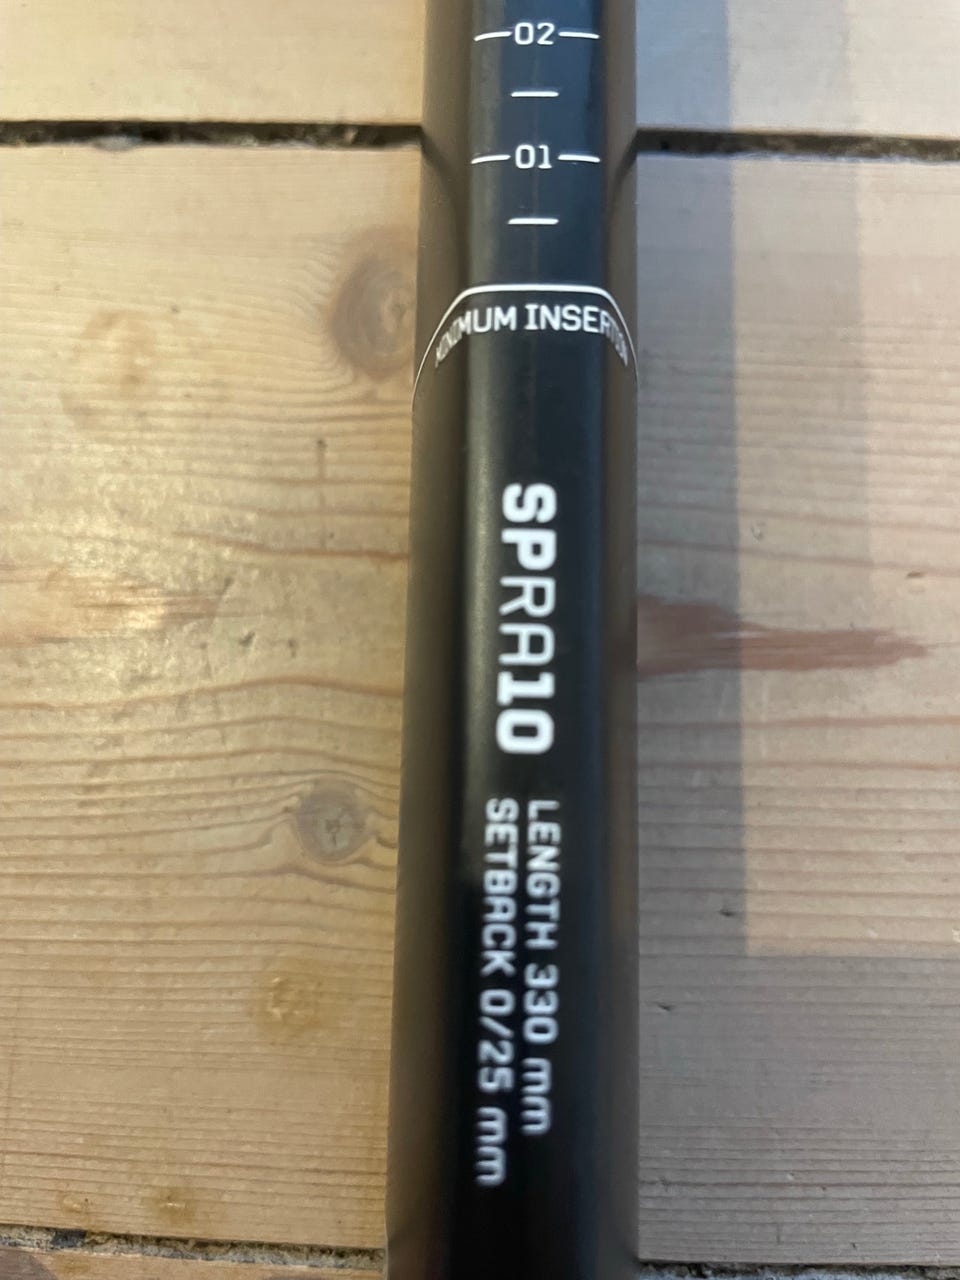 02
01
MINIMUM INSERTION
SPRA10
LENGTH 330 mm
SETBACK 0/25 mm